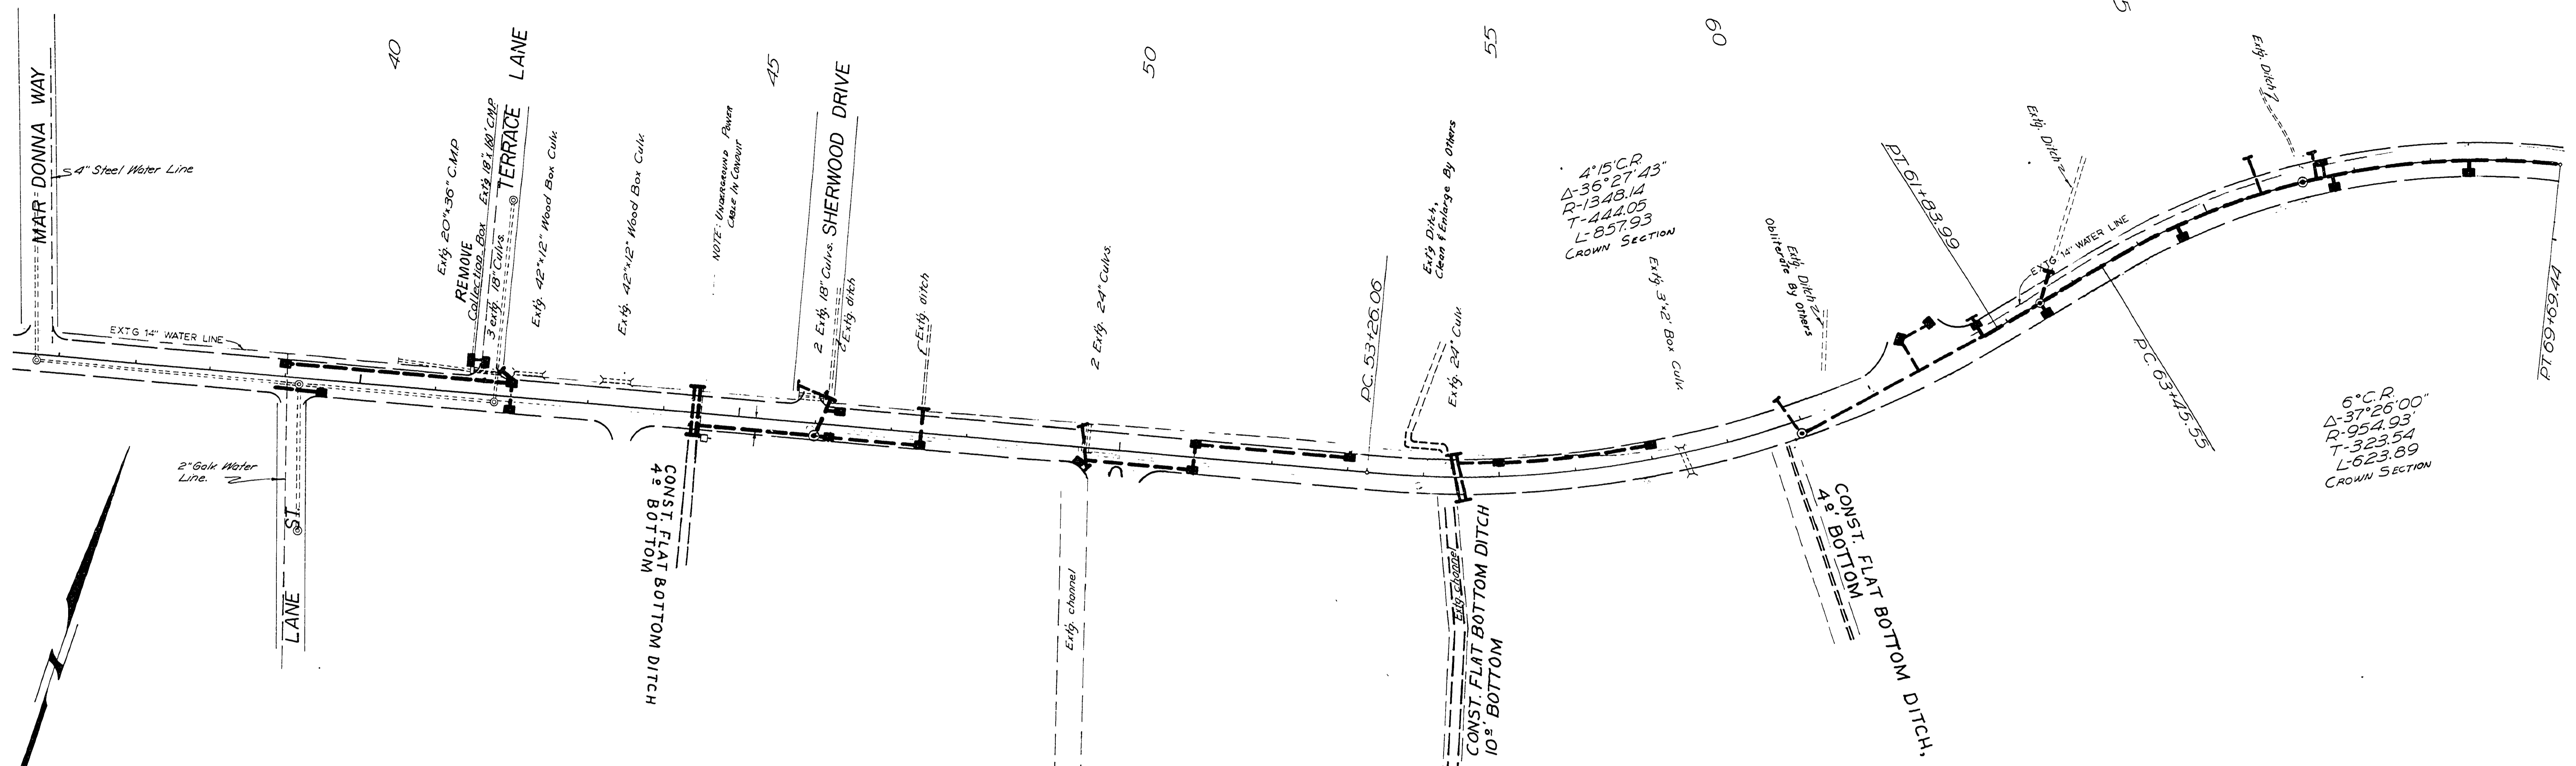 40
45
50
55
60
5
MAR DONNA WAY
4" Steel Water Line
EXTG 14" WATER LINE
2" Galv. Water
Line.
LANE ST.
Extg. 20"x36" C.M.P.
REMOVE
Collection Box
Extg 18"x160' C.M.P.
3 extg. 18" Culvs.
TERRACE LANE
Extg. 42"x12" Wood Box Culv.
Extg. 42"x12" Wood Box Culv.
NOTE: UNDERGROUND POWER
CABLE IN CONDUIT
CONST. FLAT BOTTOM DITCH
4º' BOTTOM
2 Extg. 18" Culvs.
SHERWOOD DRIVE
Extg. ditch
Extg. ditch
2 Extg. 24" Culvs.
Extg. channel
P.C. 53+26.06
Extg Ditch,
Clean & Enlarge By Others
Extg. 24" Culv.
Extg channel
CONST. FLAT BOTTOM DITCH
10º' BOTTOM
4°15' C.R.
Δ-36°27'43"
R-1348.14
T-444.05
L-857.93
CROWN SECTION
Extg. 3'x2' Box Culv.
Extg. Ditch
Obliterate By Others
CONST. FLAT BOTTOM DITCH,
4º' BOTTOM
P.T. 61+83.99
Extg. Ditch
EXTG 14" WATER LINE
P.C. 63+45.55
Extg. Ditch
6° C.R.
Δ-37°26'00"
R-954.93'
T-323.54
L-623.89
CROWN SECTION
P.T. 69+69.44